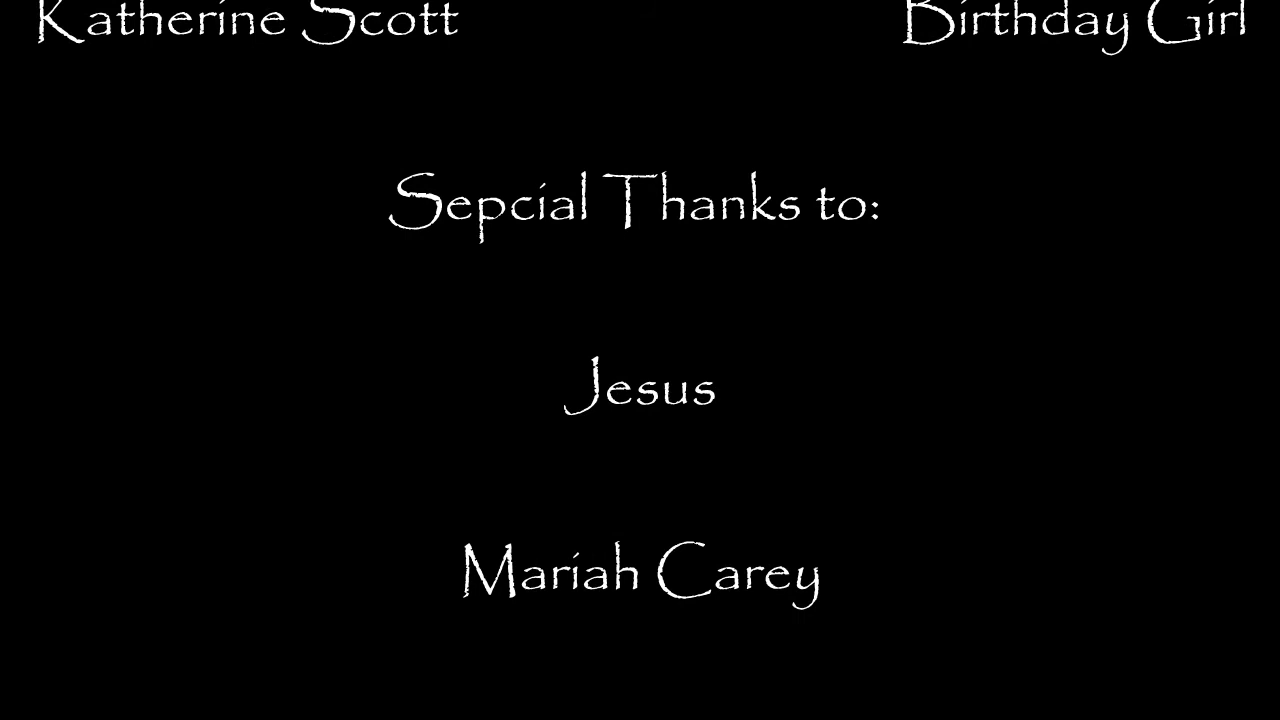 Katherine Scott Birthday Girl
Sepcial Thanks to:
Jesus
Mariah Carey